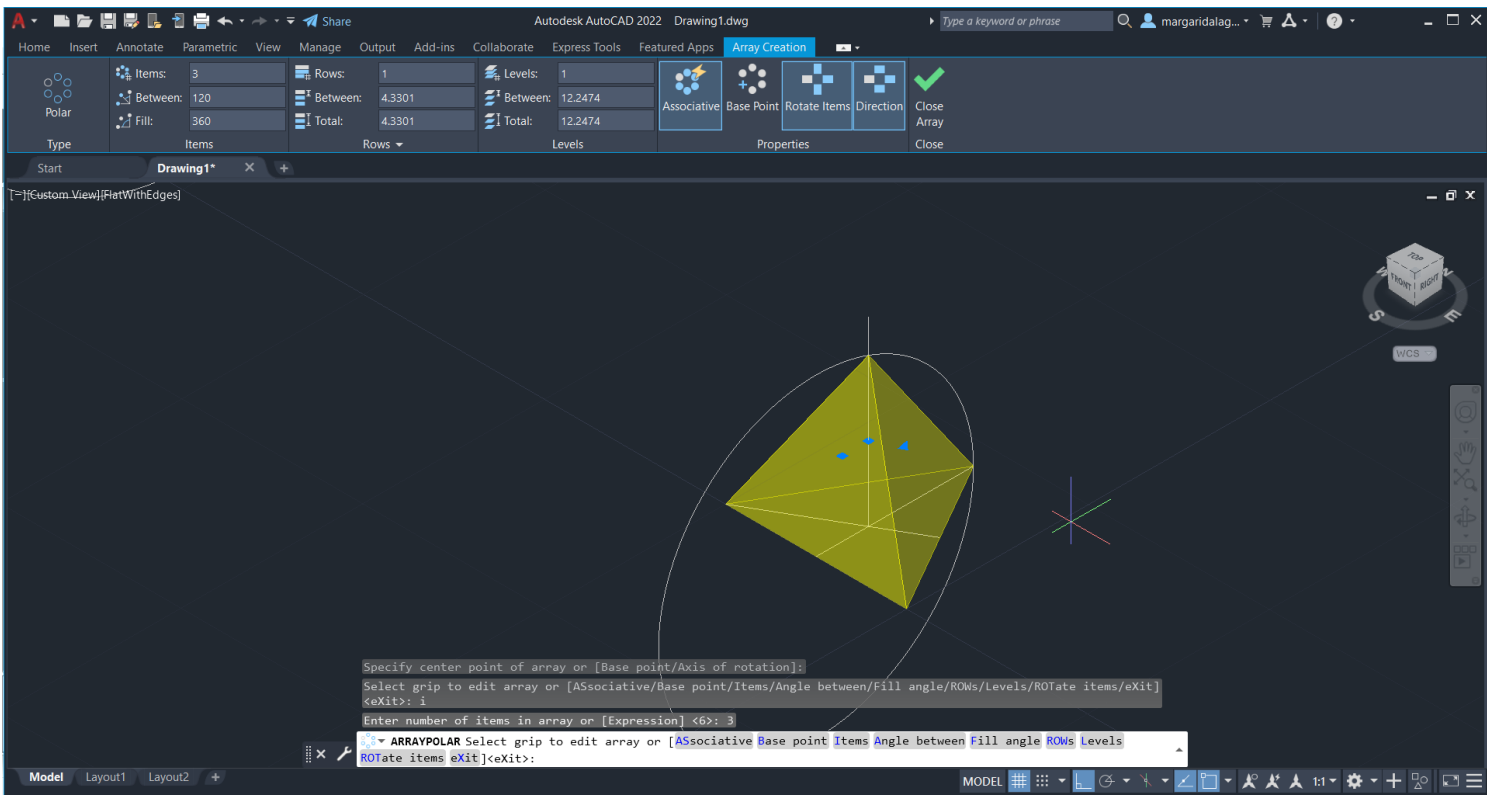 A Share Autodesk AutoCAD 2022 Drawing1.dwg Type a keyword or phrase margaridalag... ?
Home Insert Annotate Parametric View Manage Output Add-ins Collaborate Express Tools Featured Apps Array Creation
Items: 3 Rows: 1 Levels: 1
Between: 120 Between: 4.3301 Between: 12.2474
Polar Associative Base Point Rotate Items Direction Close
Fill: 360 Total: 4.3301 Total: 12.2474 Array
Type Items Rows Levels Properties Close
Start Drawing1* +
[−][Custom View][FlatWithEdges]
TOP
FRONT RIGHT
W N
S E
WCS
Specify center point of array or [Base point/Axis of rotation]:
Select grip to edit array or [ASsociative/Base point/Items/Angle between/Fill angle/ROWs/Levels/ROTate items/eXit]
<eXit>: i
Enter number of items in array or [Expression] <6>: 3
ARRAYPOLAR Select grip to edit array or [ASsociative Base point Items Angle between Fill angle ROWs Levels
ROTate items eXit]<eXit>:
Model Layout1 Layout2 + MODEL 1:1